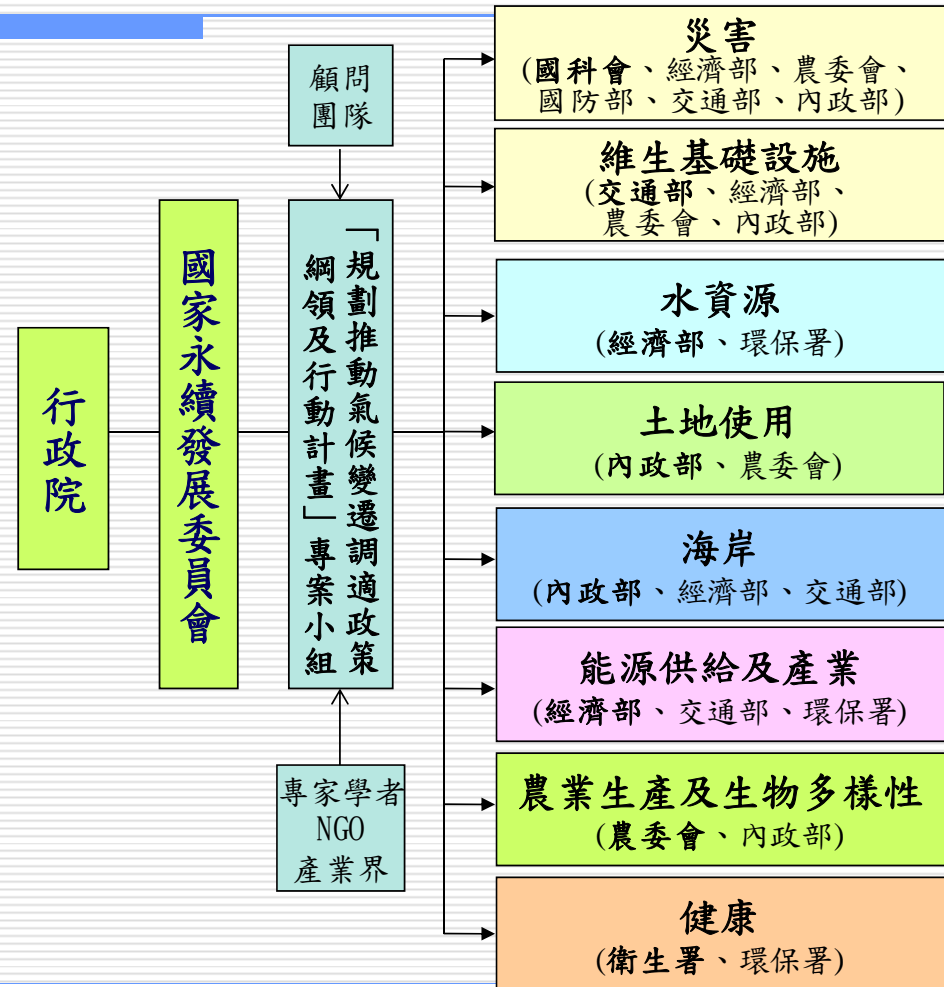 行政院
國家永續發展委員會
顧問
團隊
「規劃推動氣候變遷調適政策
綱領及行動計畫」專案小組
專家學者
NGO
產業界
災害
(國科會、經濟部、農委會、
國防部、交通部、內政部)
維生基礎設施
(交通部、經濟部、
農委會、內政部)
水資源
(經濟部、環保署)
土地使用
(內政部、農委會)
海岸
(內政部、經濟部、交通部)
能源供給及產業
(經濟部、交通部、環保署)
農業生產及生物多樣性
(農委會、內政部)
健康
(衛生署、環保署)